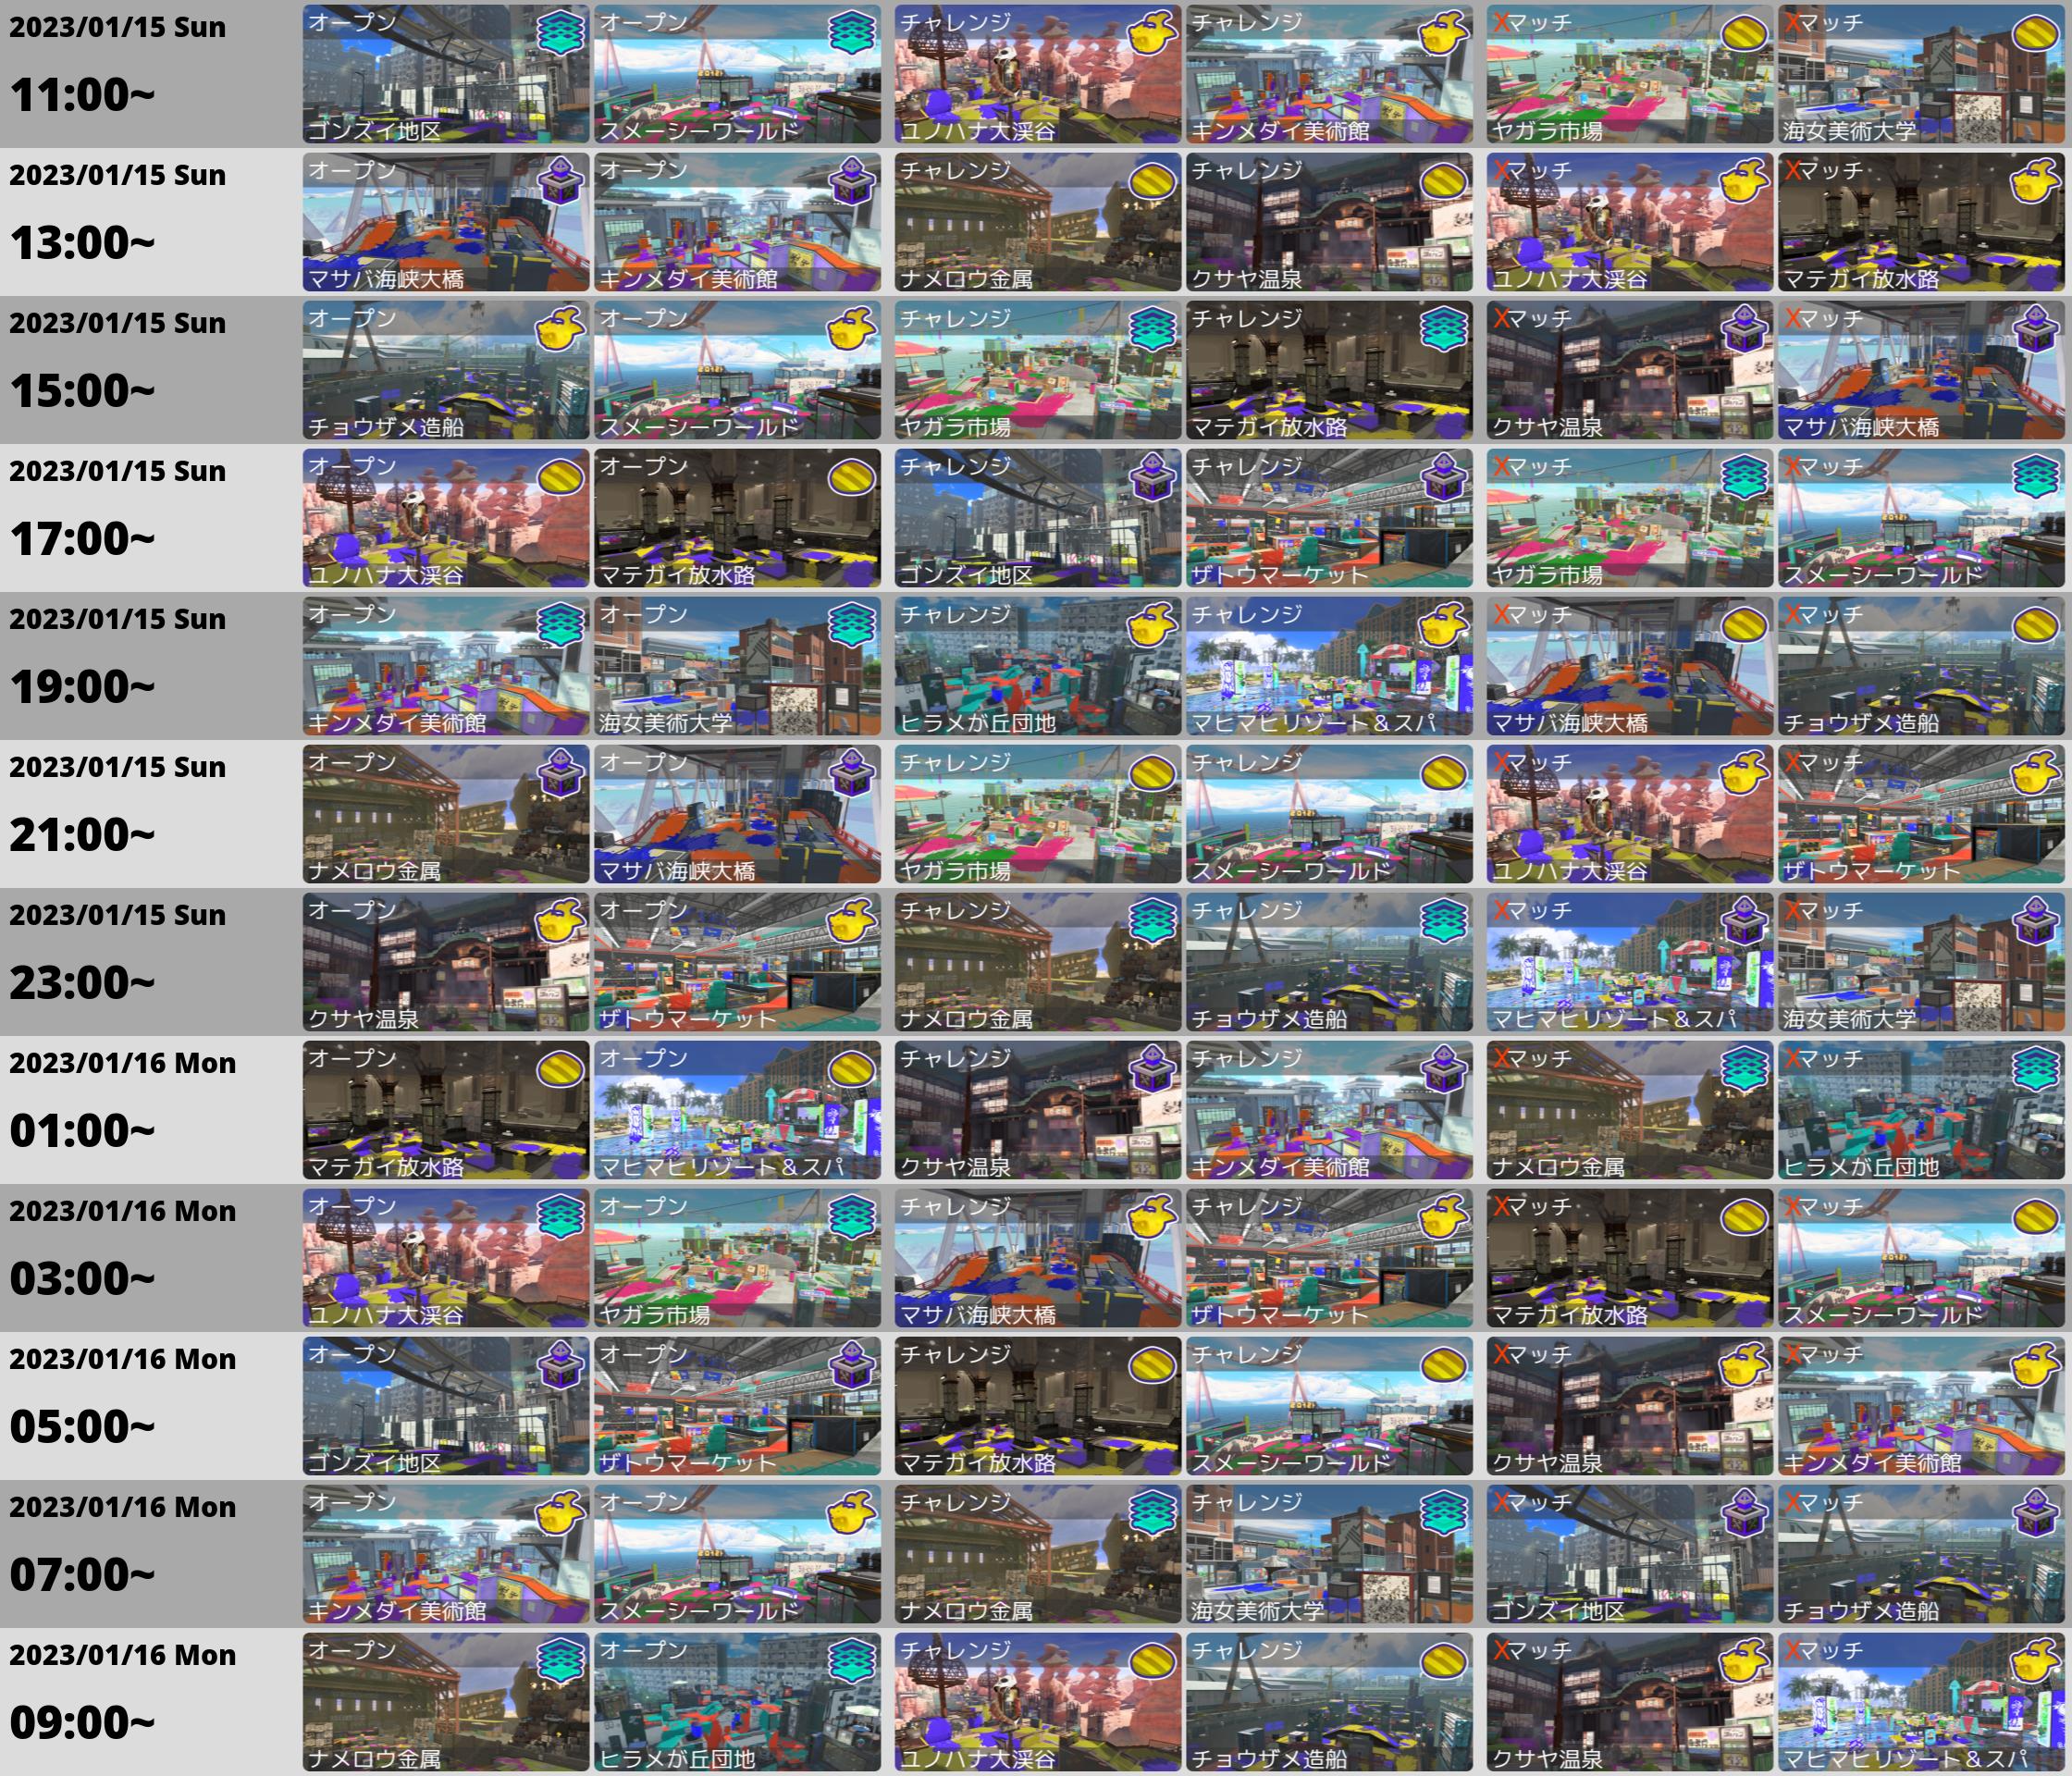 2023/01/15 Sun
11:00~
オープン
オープン
チャレンジ
チャレンジ
Xマッチ
Xマッチ
ゴンズイ地区
スメーシーワールド
ユノハナ大渓谷
キンメダイ美術館
ヤガラ市場
海女美術大学
2023/01/15 Sun
13:00~
オープン
オープン
チャレンジ
チャレンジ
Xマッチ
Xマッチ
マサバ海峡大橋
キンメダイ美術館
ナメロウ金属
クサヤ温泉
ユノハナ大渓谷
マテガイ放水路
2023/01/15 Sun
15:00~
オープン
オープン
チャレンジ
チャレンジ
Xマッチ
Xマッチ
チョウザメ造船
スメーシーワールド
ヤガラ市場
マテガイ放水路
クサヤ温泉
マサバ海峡大橋
2023/01/15 Sun
17:00~
オープン
オープン
チャレンジ
チャレンジ
Xマッチ
Xマッチ
ユノハナ大渓谷
マテガイ放水路
ゴンズイ地区
ザトウマーケット
ヤガラ市場
スメーシーワールド
2023/01/15 Sun
19:00~
オープン
オープン
チャレンジ
チャレンジ
Xマッチ
Xマッチ
キンメダイ美術館
海女美術大学
ヒラメが丘団地
マヒマヒリゾート＆スパ
マサバ海峡大橋
チョウザメ造船
2023/01/15 Sun
21:00~
オープン
オープン
チャレンジ
チャレンジ
Xマッチ
Xマッチ
ナメロウ金属
マサバ海峡大橋
ヤガラ市場
スメーシーワールド
ユノハナ大渓谷
ザトウマーケット
2023/01/15 Sun
23:00~
オープン
オープン
チャレンジ
チャレンジ
Xマッチ
Xマッチ
クサヤ温泉
ザトウマーケット
ナメロウ金属
チョウザメ造船
マヒマヒリゾート＆スパ
海女美術大学
2023/01/16 Mon
01:00~
オープン
オープン
チャレンジ
チャレンジ
Xマッチ
Xマッチ
マテガイ放水路
マヒマヒリゾート＆スパ
クサヤ温泉
キンメダイ美術館
ナメロウ金属
ヒラメが丘団地
2023/01/16 Mon
03:00~
オープン
オープン
チャレンジ
チャレンジ
Xマッチ
Xマッチ
ユノハナ大渓谷
ヤガラ市場
マサバ海峡大橋
ザトウマーケット
マテガイ放水路
スメーシーワールド
2023/01/16 Mon
05:00~
オープン
オープン
チャレンジ
チャレンジ
Xマッチ
Xマッチ
ゴンズイ地区
ザトウマーケット
マテガイ放水路
スメーシーワールド
クサヤ温泉
キンメダイ美術館
2023/01/16 Mon
07:00~
オープン
オープン
チャレンジ
チャレンジ
Xマッチ
Xマッチ
キンメダイ美術館
スメーシーワールド
ナメロウ金属
海女美術大学
ゴンズイ地区
チョウザメ造船
2023/01/16 Mon
09:00~
オープン
オープン
チャレンジ
チャレンジ
Xマッチ
Xマッチ
ナメロウ金属
ヒラメが丘団地
ユノハナ大渓谷
チョウザメ造船
クサヤ温泉
マヒマヒリゾート＆スパ